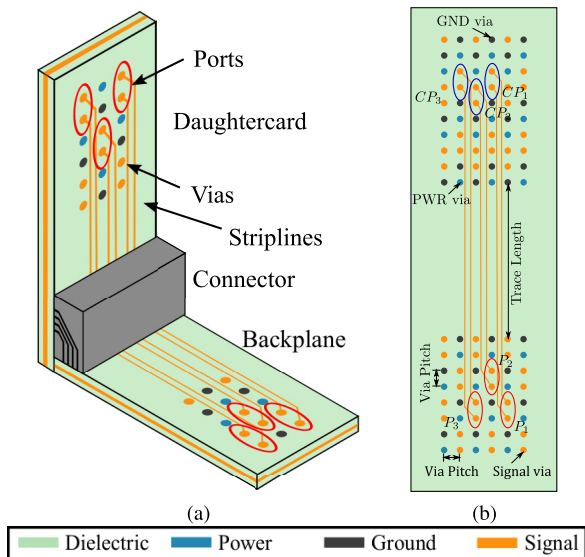 Ports
Daughtercard
Vias
Striplines
Connector
Backplane
(a)
GND via
CP₃
CP₁
CP₂
PWR via
Trace Length
Via Pitch
P₂
P₃
P₁
Via Pitch
Signal via
(b)
Dielectric Power Ground Signal